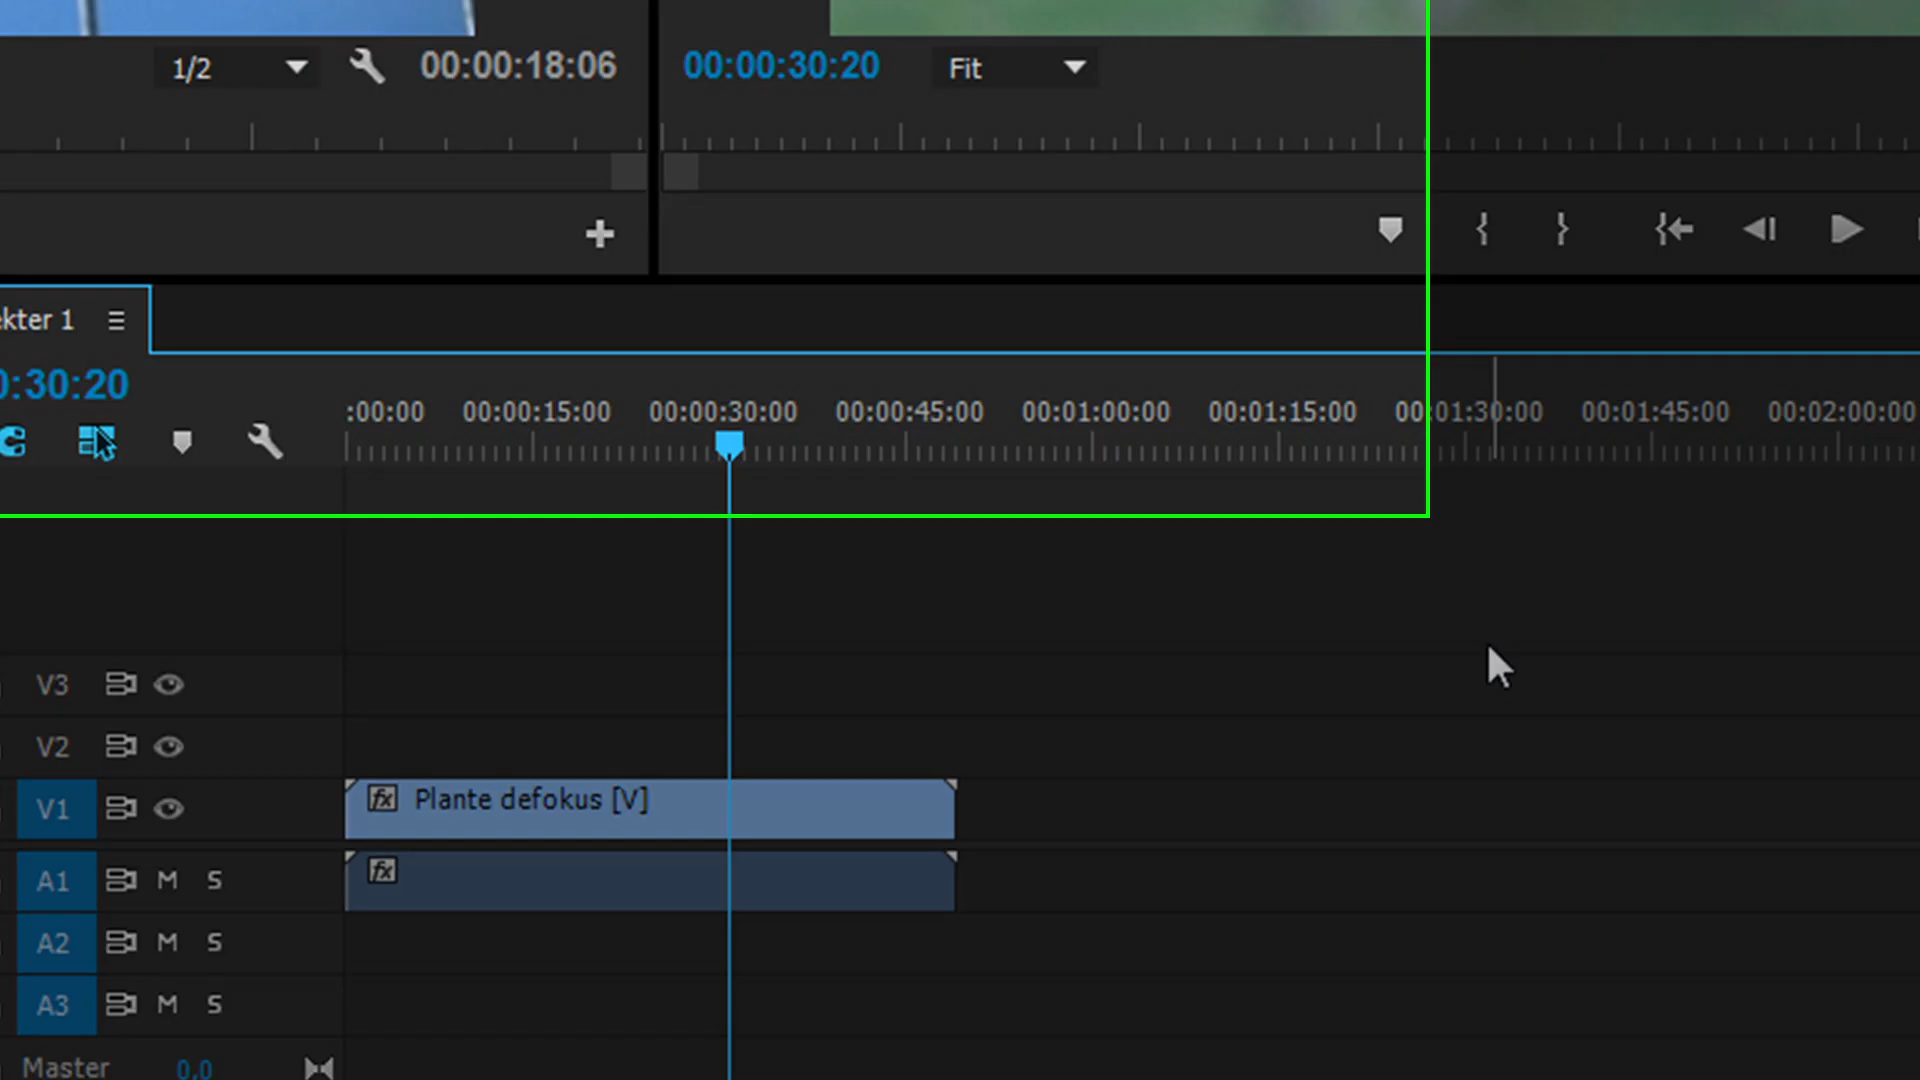 1/2 00:00:18:06 00:00:30:20 Fit
ekter 1
0:30:20
:00:00 00:00:15:00 00:00:30:00 00:00:45:00 00:01:00:00 00:01:15:00 00:01:30:00 00:01:45:00 00:02:00:00
V3
V2
V1 fx Plante defokus [V]
A1 M S fx
A2 M S
A3 M S
Master 0,0